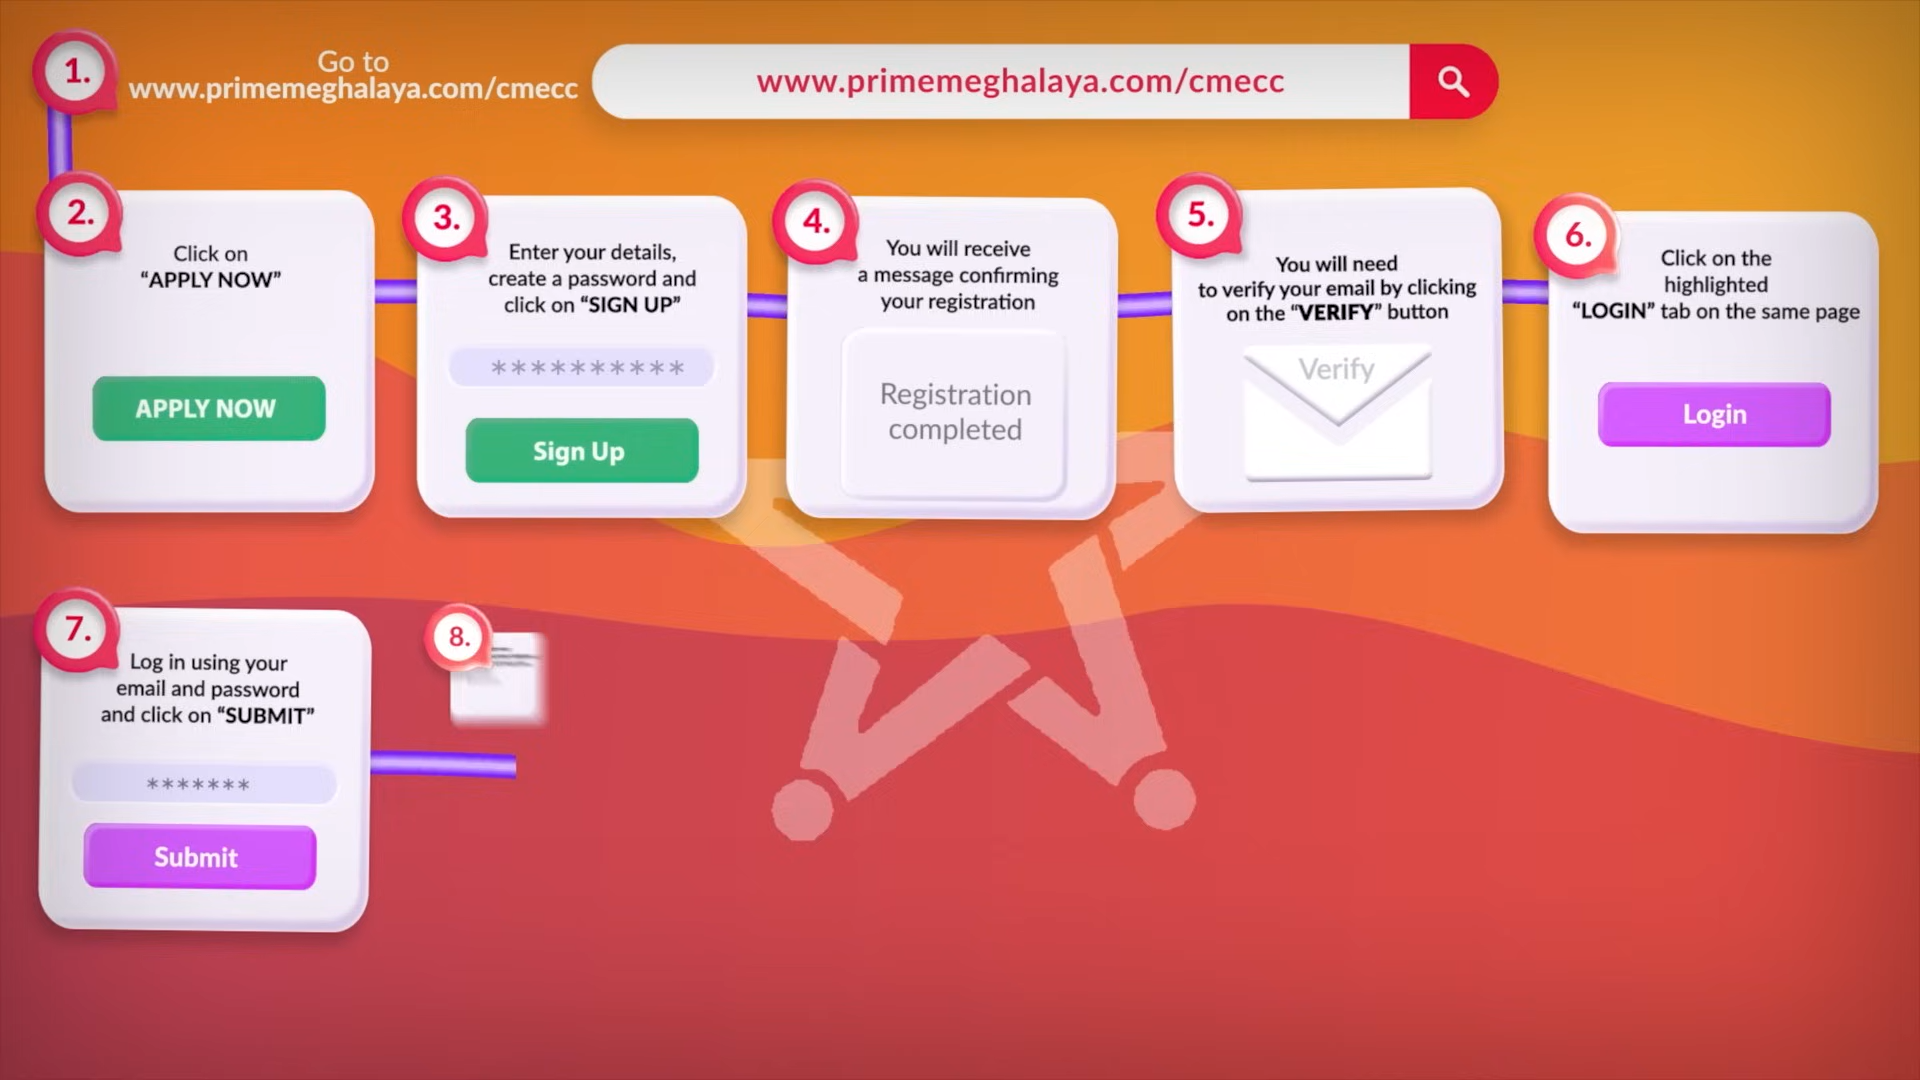 1.
Go to
www.primemeghalaya.com/cmecc
www.primemeghalaya.com/cmecc
2.
Click on
“APPLY NOW”
APPLY NOW
3.
Enter your details,
create a password and
click on “SIGN UP”
**********
Sign Up
4.
You will receive
a message confirming
your registration
Registration
completed
5.
You will need
to verify your email by clicking
on the “VERIFY” button
Verify
6.
Click on the
highlighted
“LOGIN” tab on the same page
Login
7.
Log in using your
email and password
and click on “SUBMIT”
*******
Submit
8.